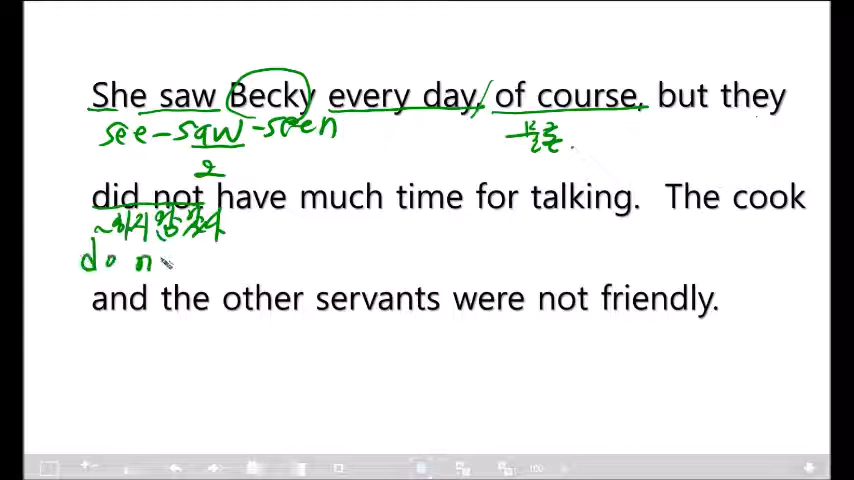 She saw Becky every day, of course, but they
see - saw - seen
2
물론
did not have much time for talking. The cook
~하지 않았다
do n
and the other servants were not friendly.